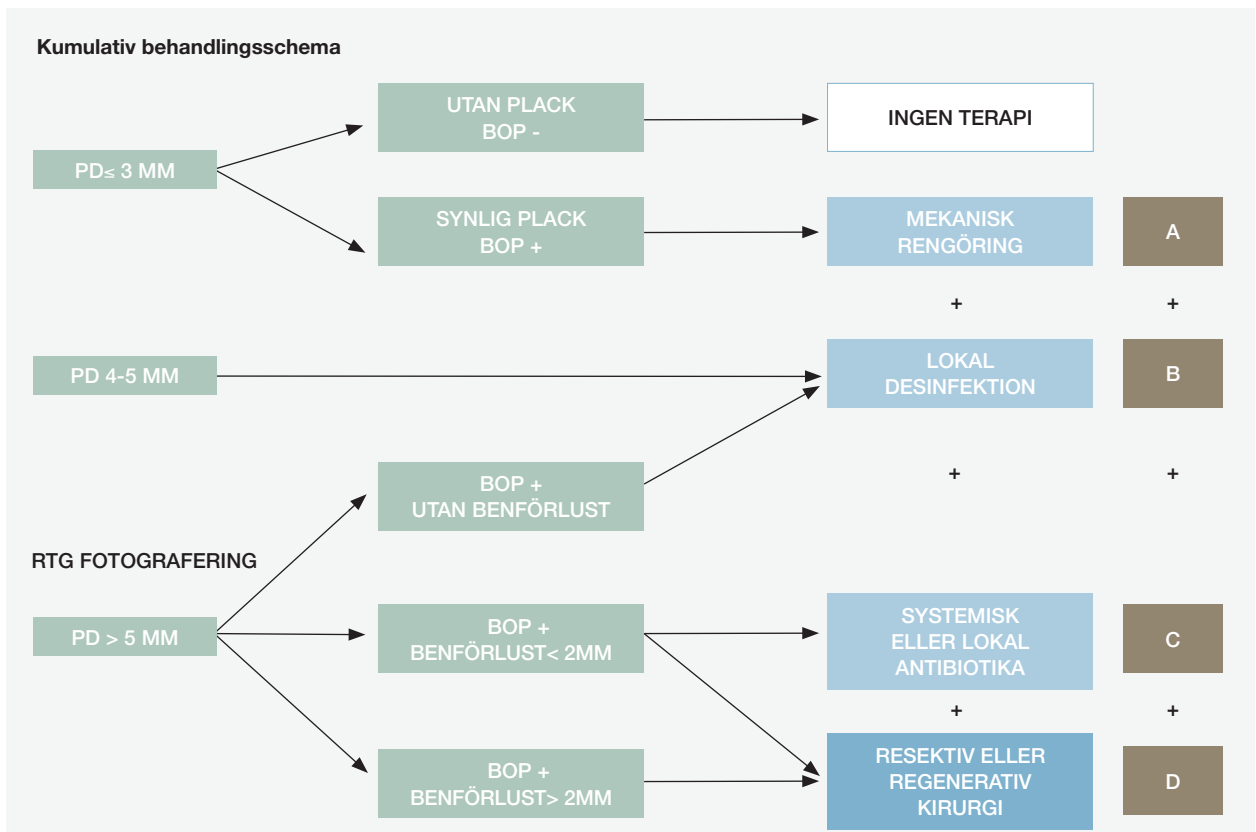 Kumulativ behandlingsschema
UTAN PLACK
BOP -
INGEN TERAPI
PD≤ 3 MM
SYNLIG PLACK
BOP +
MEKANISK
RENGÖRING
A
+
+
PD 4-5 MM
LOKAL
DESINFEKTION
B
+
+
BOP +
UTAN BENFÖRLUST
RTG FOTOGRAFERING
PD > 5 MM
BOP +
BENFÖRLUST< 2MM
SYSTEMISK
ELLER LOKAL
ANTIBIOTIKA
C
+
+
BOP +
BENFÖRLUST> 2MM
RESEKTIV ELLER
REGENERATIV
KIRURGI
D